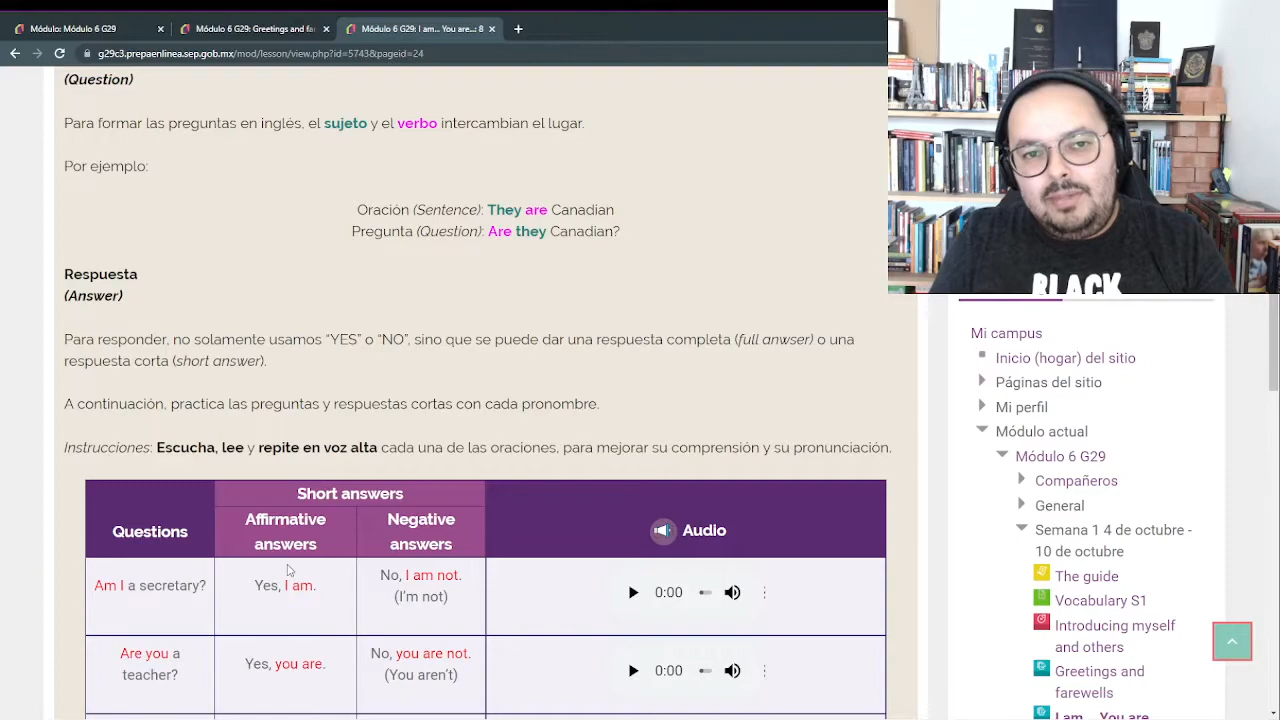 Módulo: Módulo 6 G29
Módulo 6 G29: Greetings and fa
Módulo 6 G29: I am... You are...: 8
g29c3.prepaenlinea.sep.gob.mx/mod/lesson/view.php?id=5743&pageid=24
(Question)
Para formar las preguntas en inglés, el sujeto y el verbo intercambian el lugar.
Por ejemplo:
Oración (Sentence): They are Canadian
Pregunta (Question): Are they Canadian?
Respuesta
(Answer)
Para responder, no solamente usamos “YES” o “NO”, sino que se puede dar una respuesta completa (full anwser) o una
respuesta corta (short answer).
A continuación, practica las preguntas y respuestas cortas con cada pronombre.
Instrucciones: Escucha, lee y repite en voz alta cada una de las oraciones, para mejorar su comprensión y su pronunciación.
Questions
Short answers
Affirmative
answers
Negative
answers
Audio
Am I a secretary?
Yes, I am.
No, I am not.
(I'm not)
0:00
Are you a
teacher?
Yes, you are.
No, you are not.
(You aren't)
0:00
BLACK
Mi campus
Inicio (hogar) del sitio
Páginas del sitio
Mi perfil
Módulo actual
Módulo 6 G29
Compañeros
General
Semana 1 4 de octubre -
10 de octubre
The guide
Vocabulary S1
Introducing myself
and others
Greetings and
farewells
I am... You are...